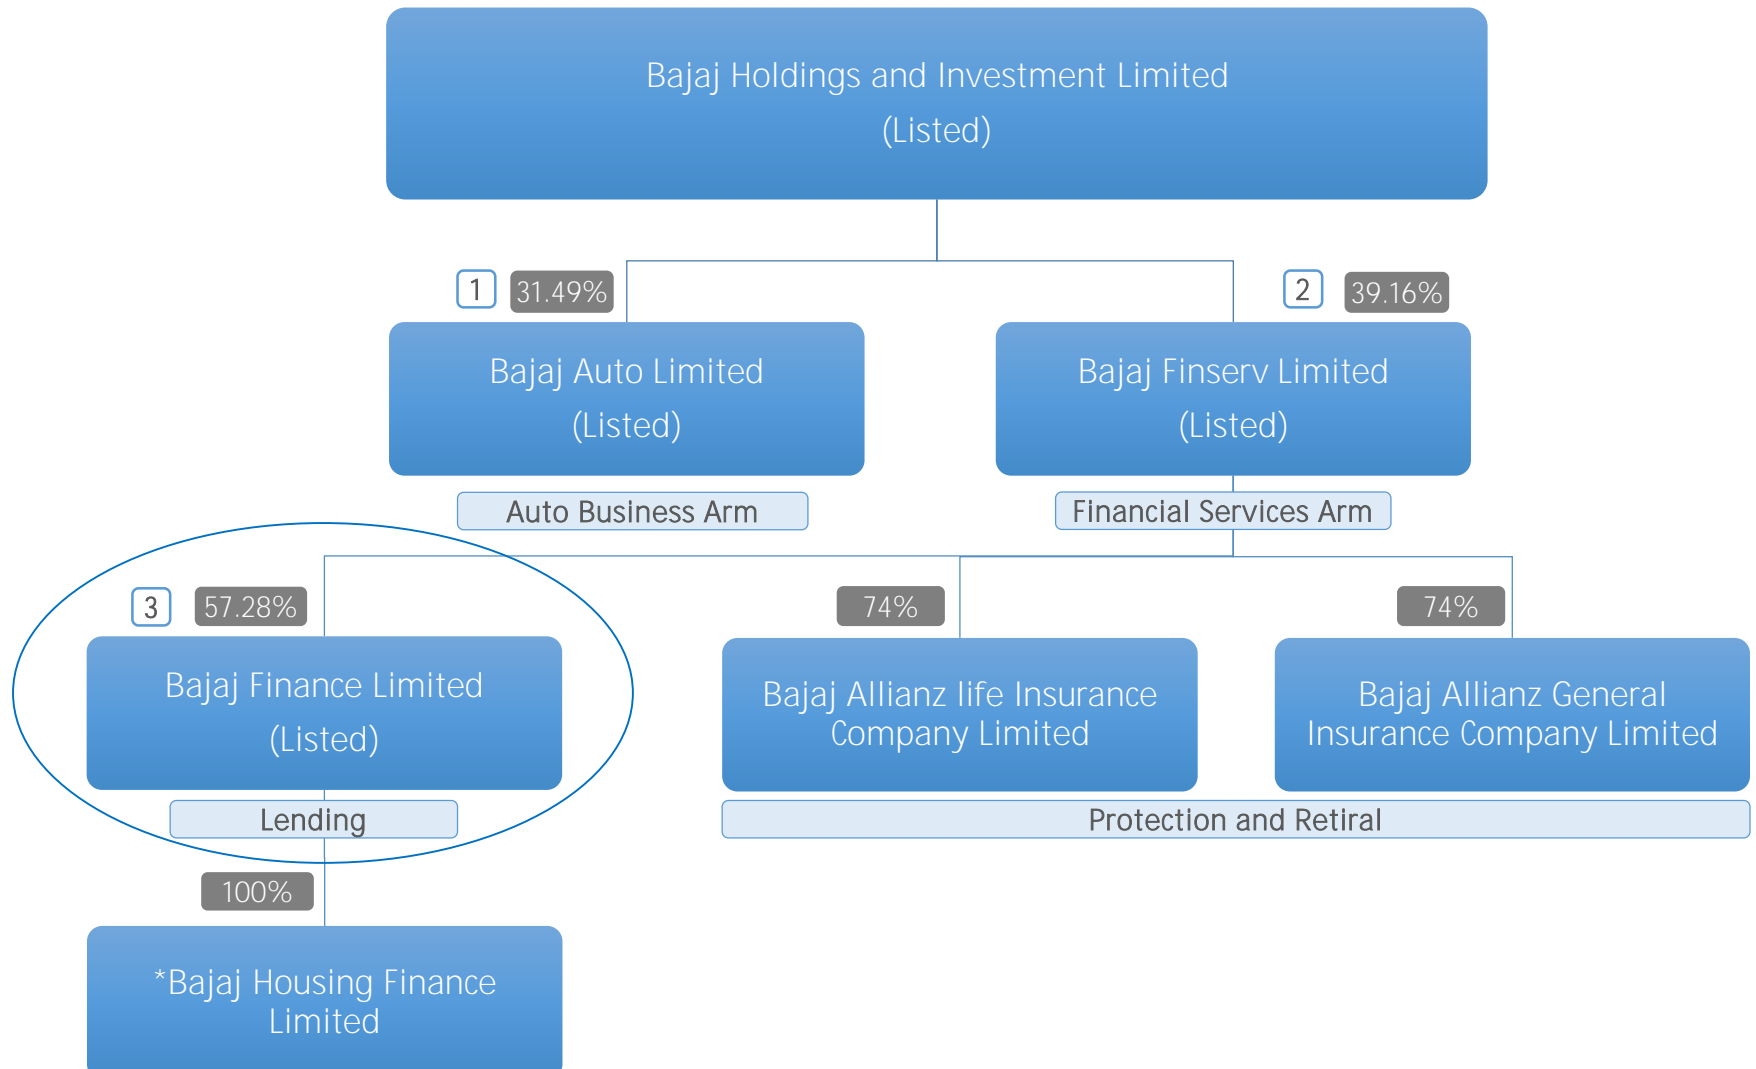 Bajaj Holdings and Investment Limited
(Listed)
1 31.49%
2 39.16%
Bajaj Auto Limited
(Listed)
Bajaj Finserv Limited
(Listed)
Auto Business Arm
Financial Services Arm
3 57.28%
74%
74%
Bajaj Finance Limited
(Listed)
Bajaj Allianz life Insurance
Company Limited
Bajaj Allianz General
Insurance Company Limited
Lending
Protection and Retiral
100%
*Bajaj Housing Finance
Limited